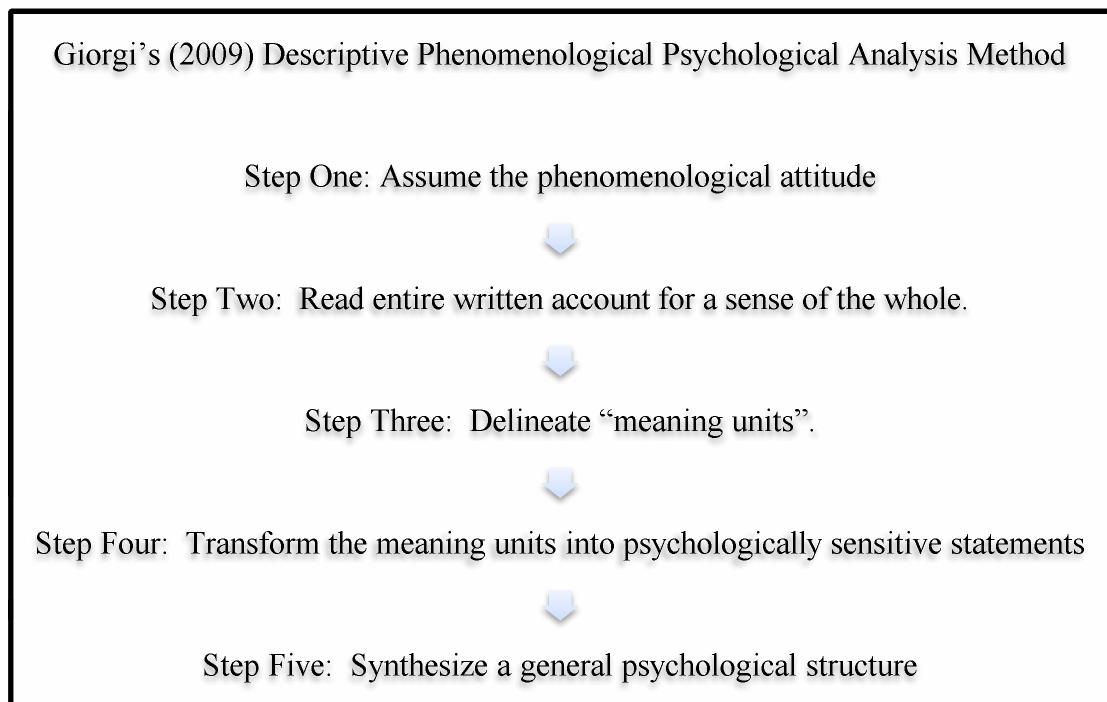 Giorgi’s (2009) Descriptive Phenomenological Psychological Analysis Method
Step One: Assume the phenomenological attitude
Step Two:  Read entire written account for a sense of the whole.
Step Three:  Delineate “meaning units”.
Step Four:  Transform the meaning units into psychologically sensitive statements
Step Five:  Synthesize a general psychological structure